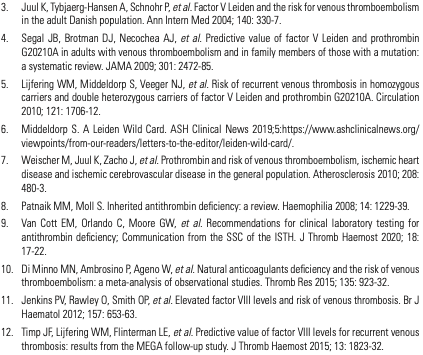 3. Juul K, Tybjaerg-Hansen A, Schnohr P, et al. Factor V Leiden and the risk for venous thromboembolism
in the adult Danish population. Ann Intern Med 2004; 140: 330-7.
4. Segal JB, Brotman DJ, Necochea AJ, et al. Predictive value of factor V Leiden and prothrombin
G20210A in adults with venous thromboembolism and in family members of those with a mutation:
a systematic review. JAMA 2009; 301: 2472-85.
5. Lijfering WM, Middeldorp S, Veeger NJ, et al. Risk of recurrent venous thrombosis in homozygous
carriers and double heterozygous carriers of factor V Leiden and prothrombin G20210A. Circulation
2010; 121: 1706-12.
6. Middeldorp S. A Leiden Wild Card. ASH Clinical News 2019;5:https://www.ashclinicalnews.org/
viewpoints/from-our-readers/letters-to-the-editor/leiden-wild-card/.
7. Weischer M, Juul K, Zacho J, et al. Prothrombin and risk of venous thromboembolism, ischemic heart
disease and ischemic cerebrovascular disease in the general population. Atherosclerosis 2010; 208:
480-3.
8. Patnaik MM, Moll S. Inherited antithrombin deficiency: a review. Haemophilia 2008; 14: 1229-39.
9. Van Cott EM, Orlando C, Moore GW, et al. Recommendations for clinical laboratory testing for
antithrombin deficiency; Communication from the SSC of the ISTH. J Thromb Haemost 2020; 18:
17-22.
10. Di Minno MN, Ambrosino P, Ageno W, et al. Natural anticoagulants deficiency and the risk of venous
thromboembolism: a meta-analysis of observational studies. Thromb Res 2015; 135: 923-32.
11. Jenkins PV, Rawley O, Smith OP, et al. Elevated factor VIII levels and risk of venous thrombosis. Br J
Haematol 2012; 157: 653-63.
12. Timp JF, Lijfering WM, Flinterman LE, et al. Predictive value of factor VIII levels for recurrent venous
thrombosis: results from the MEGA follow-up study. J Thromb Haemost 2015; 13: 1823-32.